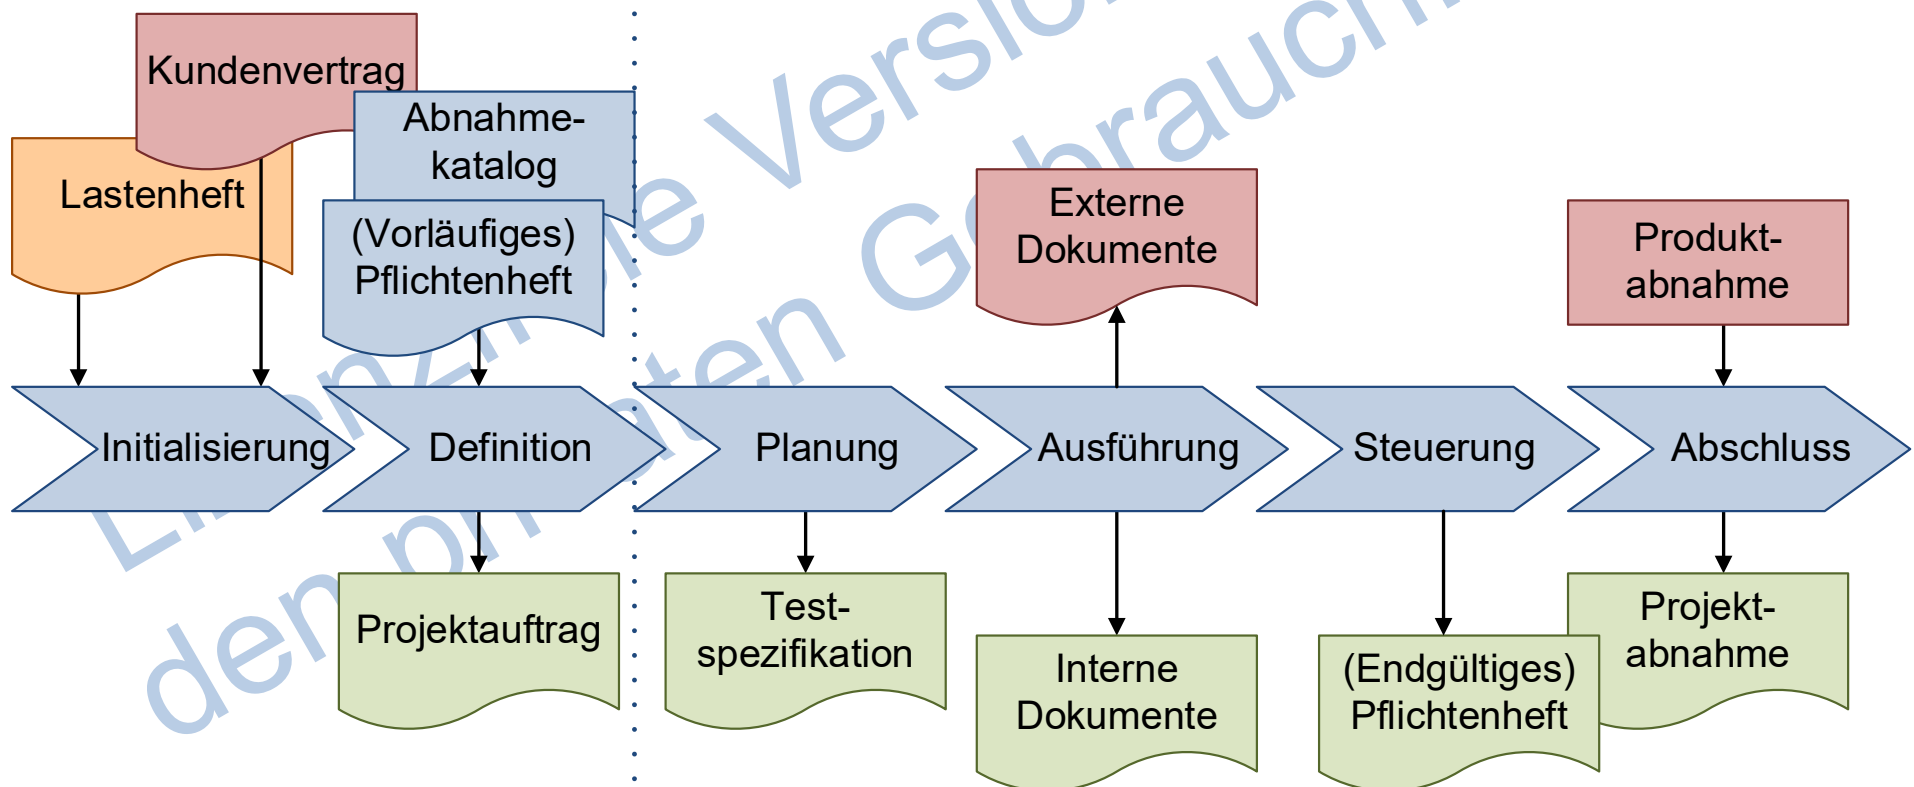 Kundenvertrag
Abnahme-
katalog
Lastenheft
(Vorläufiges)
Pflichtenheft
Externe
Dokumente
Produkt-
abnahme
Initialisierung
Definition
Planung
Ausführung
Steuerung
Abschluss
Projektauftrag
Test-
spezifikation
Interne
Dokumente
(Endgültiges)
Pflichtenheft
Projekt-
abnahme